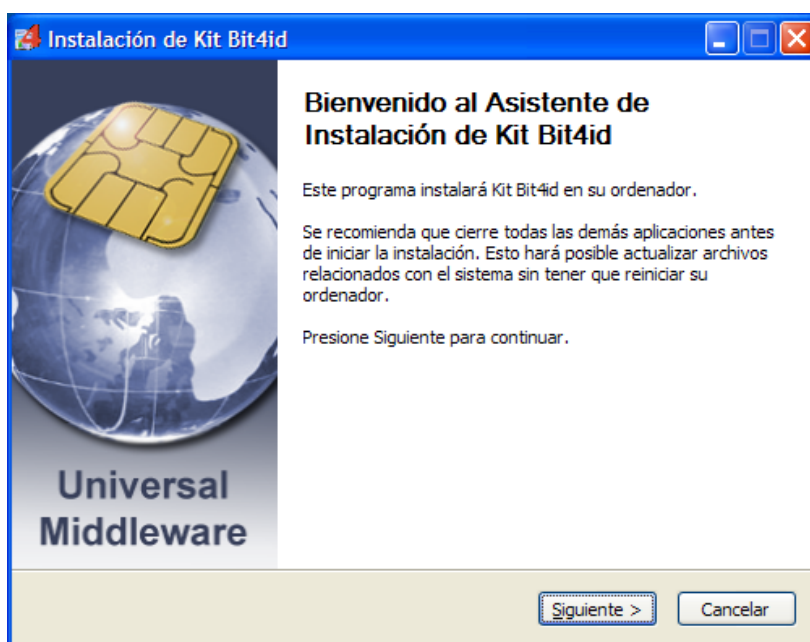 Instalación de Kit Bit4id
Bienvenido al Asistente de
Instalación de Kit Bit4id
Este programa instalará Kit Bit4id en su ordenador.
Se recomienda que cierre todas las demás aplicaciones antes
de iniciar la instalación. Esto hará posible actualizar archivos
relacionados con el sistema sin tener que reiniciar su
ordenador.
Presione Siguiente para continuar.
Universal
Middleware
Siguiente >
Cancelar